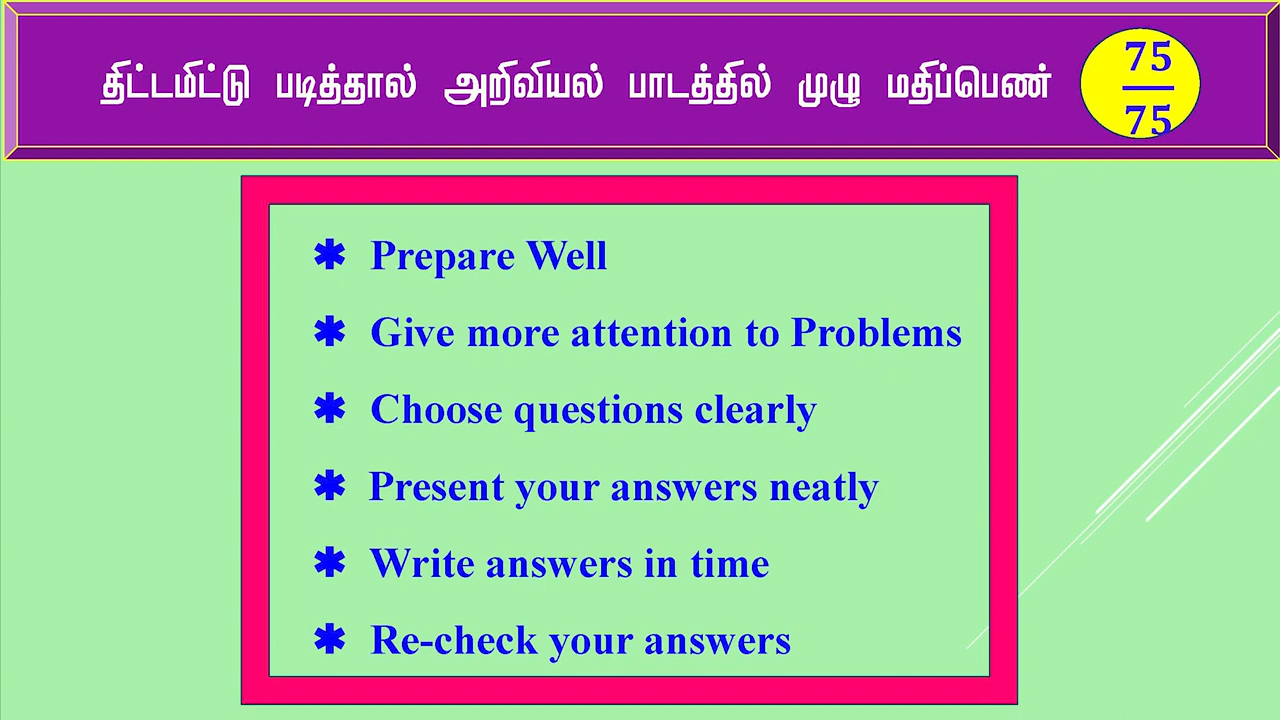 திட்டமிட்டு படித்தால் அறிவியல் பாடத்தில் முழு மதிப்பெண்
75
75
✱ Prepare Well
✱ Give more attention to Problems
✱ Choose questions clearly
✱ Present your answers neatly
✱ Write answers in time
✱ Re-check your answers